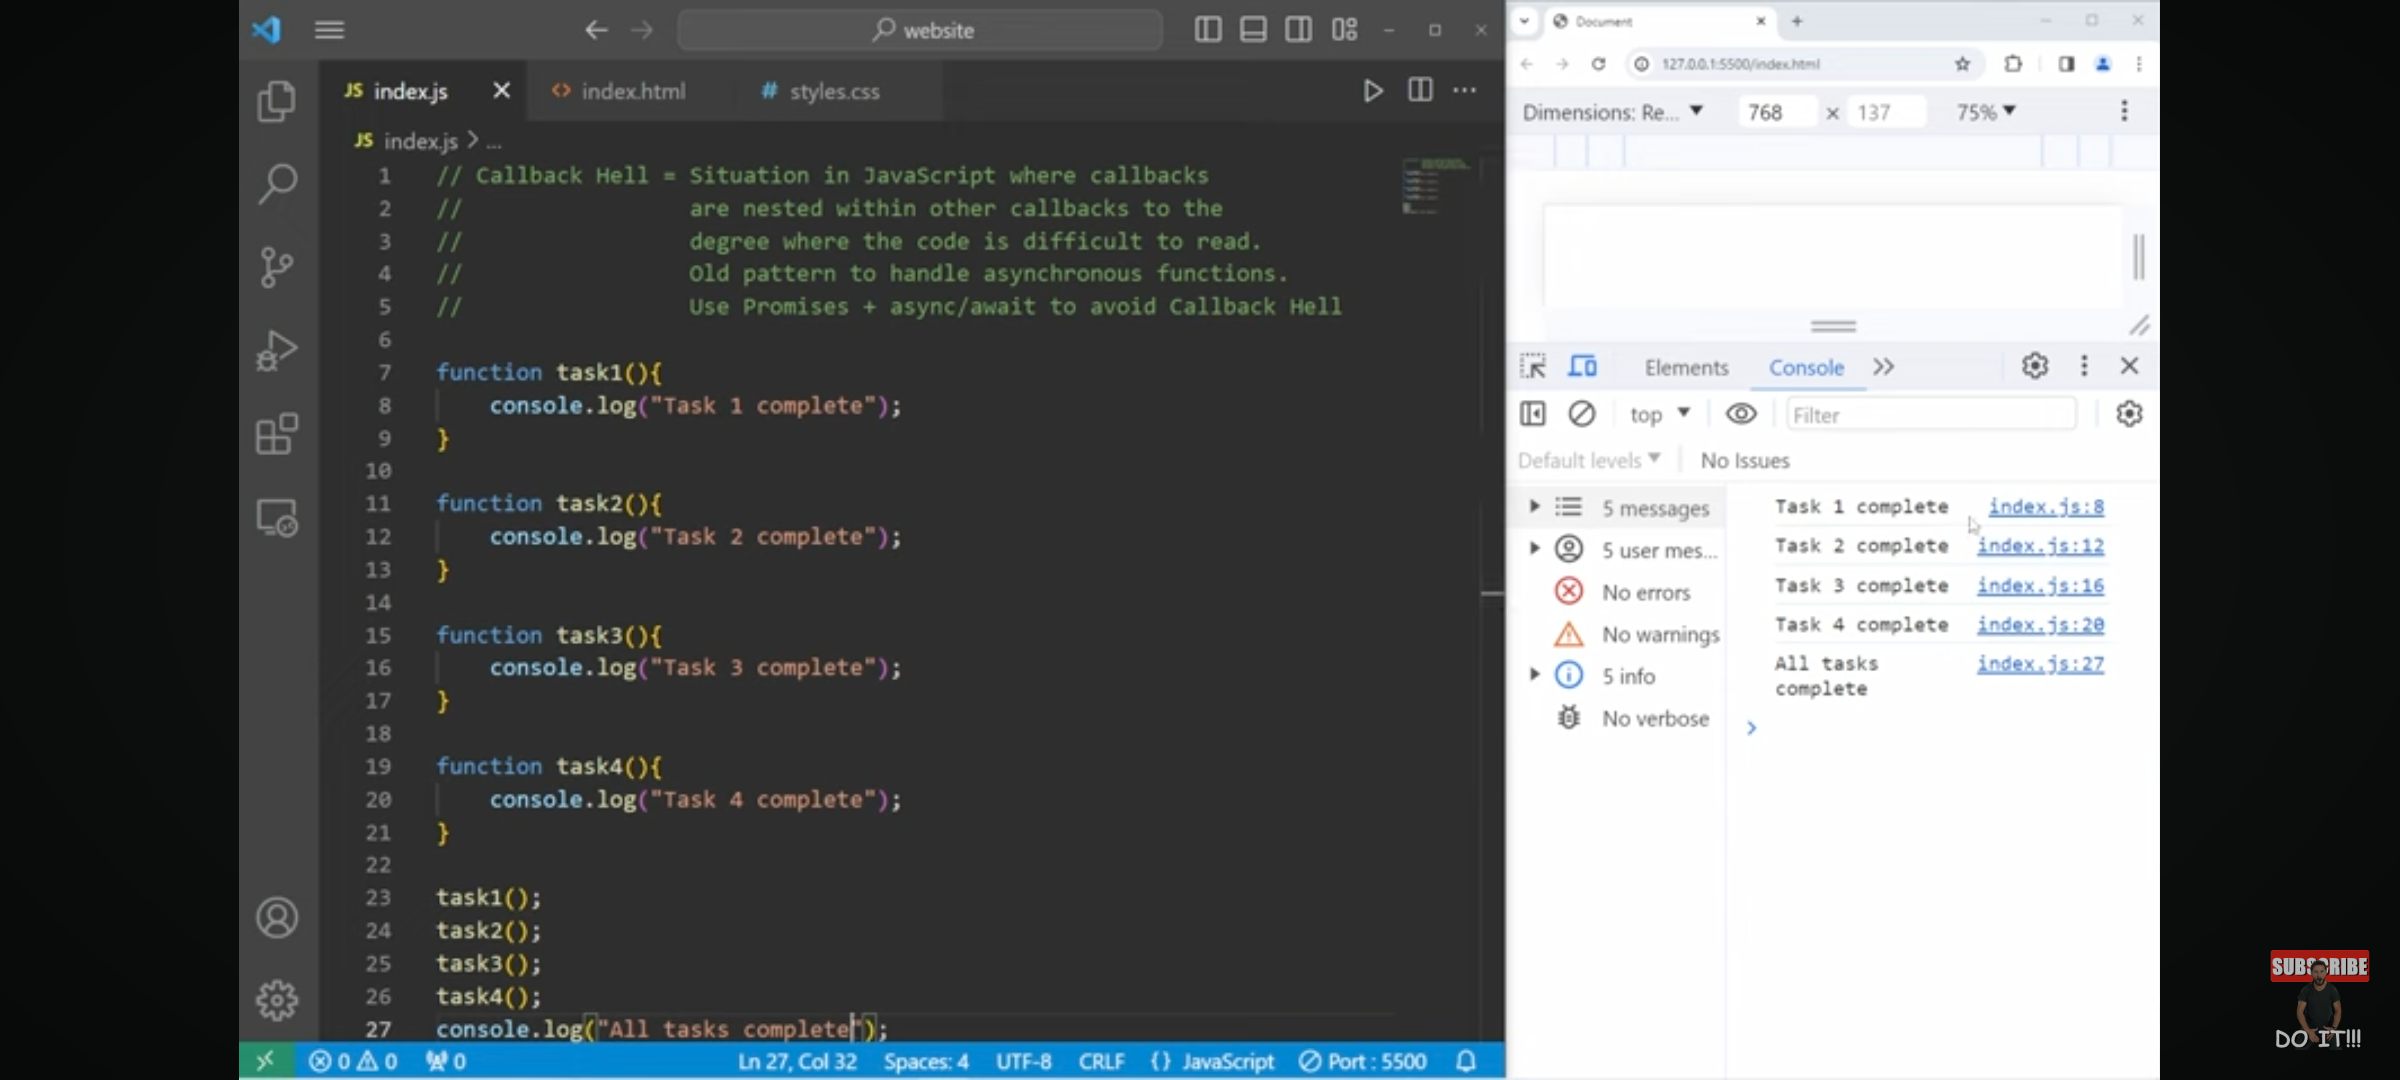 website
Document
127.0.0.1:5500/index.html
JS index.js
index.html
# styles.css
Dimensions: Re... 768 × 137 75%
JS index.js > ...
1 // Callback Hell = Situation in JavaScript where callbacks
2 // are nested within other callbacks to the
3 // degree where the code is difficult to read.
4 // Old pattern to handle asynchronous functions.
5 // Use Promises + async/await to avoid Callback Hell
6
7 function task1(){
8 console.log("Task 1 complete");
9 }
10
11 function task2(){
12 console.log("Task 2 complete");
13 }
14
15 function task3(){
16 console.log("Task 3 complete");
17 }
18
19 function task4(){
20 console.log("Task 4 complete");
21 }
22
23 task1();
24 task2();
25 task3();
26 task4();
27 console.log("All tasks complete");
0 0 0 Ln 27, Col 32 Spaces: 4 UTF-8 CRLF {} JavaScript Port : 5500
Elements Console
top Filter
Default levels No Issues
5 messages
5 user mes...
No errors
No warnings
5 info
No verbose
Task 1 complete index.js:8
Task 2 complete index.js:12
Task 3 complete index.js:16
Task 4 complete index.js:20
All tasks index.js:27
complete
SUBSCRIBE
DO IT!!!